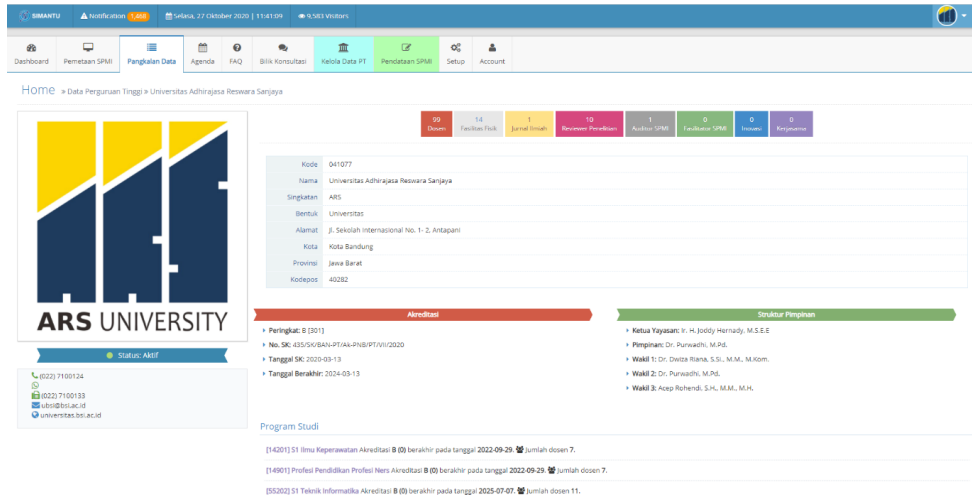 SIMANTU Notification 1,468 Selasa, 27 Oktober 2020 | 11:41:09 9,583 Visitors
Dashboard Pemetaan SPMI Pangkalan Data Agenda FAQ Bilik Konsultasi Kelola Data PT Pendataan SPMI Setup Account
Home » Data Perguruan Tinggi » Universitas Adhirajasa Reswara Sanjaya
99 14 1 10 1 0 0 0
Dosen Fasilitas Fisik Jurnal Ilmiah Reviewer Penelitian Auditor SPMI Fasilitator SPMI Inovasi Kerjasama
Kode 041077
Nama Universitas Adhirajasa Reswara Sanjaya
Singkatan ARS
Bentuk Universitas
Alamat Jl. Sekolah Internasional No. 1- 2, Antapani
Kota Kota Bandung
Provinsi Jawa Barat
Kodepos 40282
ARS UNIVERSITY
Status: Aktif
(022) 7100124
(022) 7100133
ubsi@bsi.ac.id
universitas.bsi.ac.id
Akreditasi
Peringkat: B [301]
No. SK: 435/SK/BAN-PT/Ak-PNB/PT/VII/2020
Tanggal SK: 2020-03-13
Tanggal Berakhir: 2024-03-13
Struktur Pimpinan
Ketua Yayasan: Ir. H. Joddy Hernady, M.S.E.E
Pimpinan: Dr. Purwadhi, M.Pd.
Wakil 1: Dr. Dwiza Riana, S.Si., M.M., M.Kom.
Wakil 2: Dr. Purwadhi, M.Pd.
Wakil 3: Acep Rohendi, S.H., M.M., M.H.
Program Studi
[14201] S1 Ilmu Keperawatan Akreditasi B (0) berakhir pada tanggal 2022-09-29. Jumlah dosen 7.
[14901] Profesi Pendidikan Profesi Ners Akreditasi B (0) berakhir pada tanggal 2022-09-29. Jumlah dosen 7.
[55202] S1 Teknik Informatika Akreditasi B (0) berakhir pada tanggal 2025-07-07. Jumlah dosen 11.